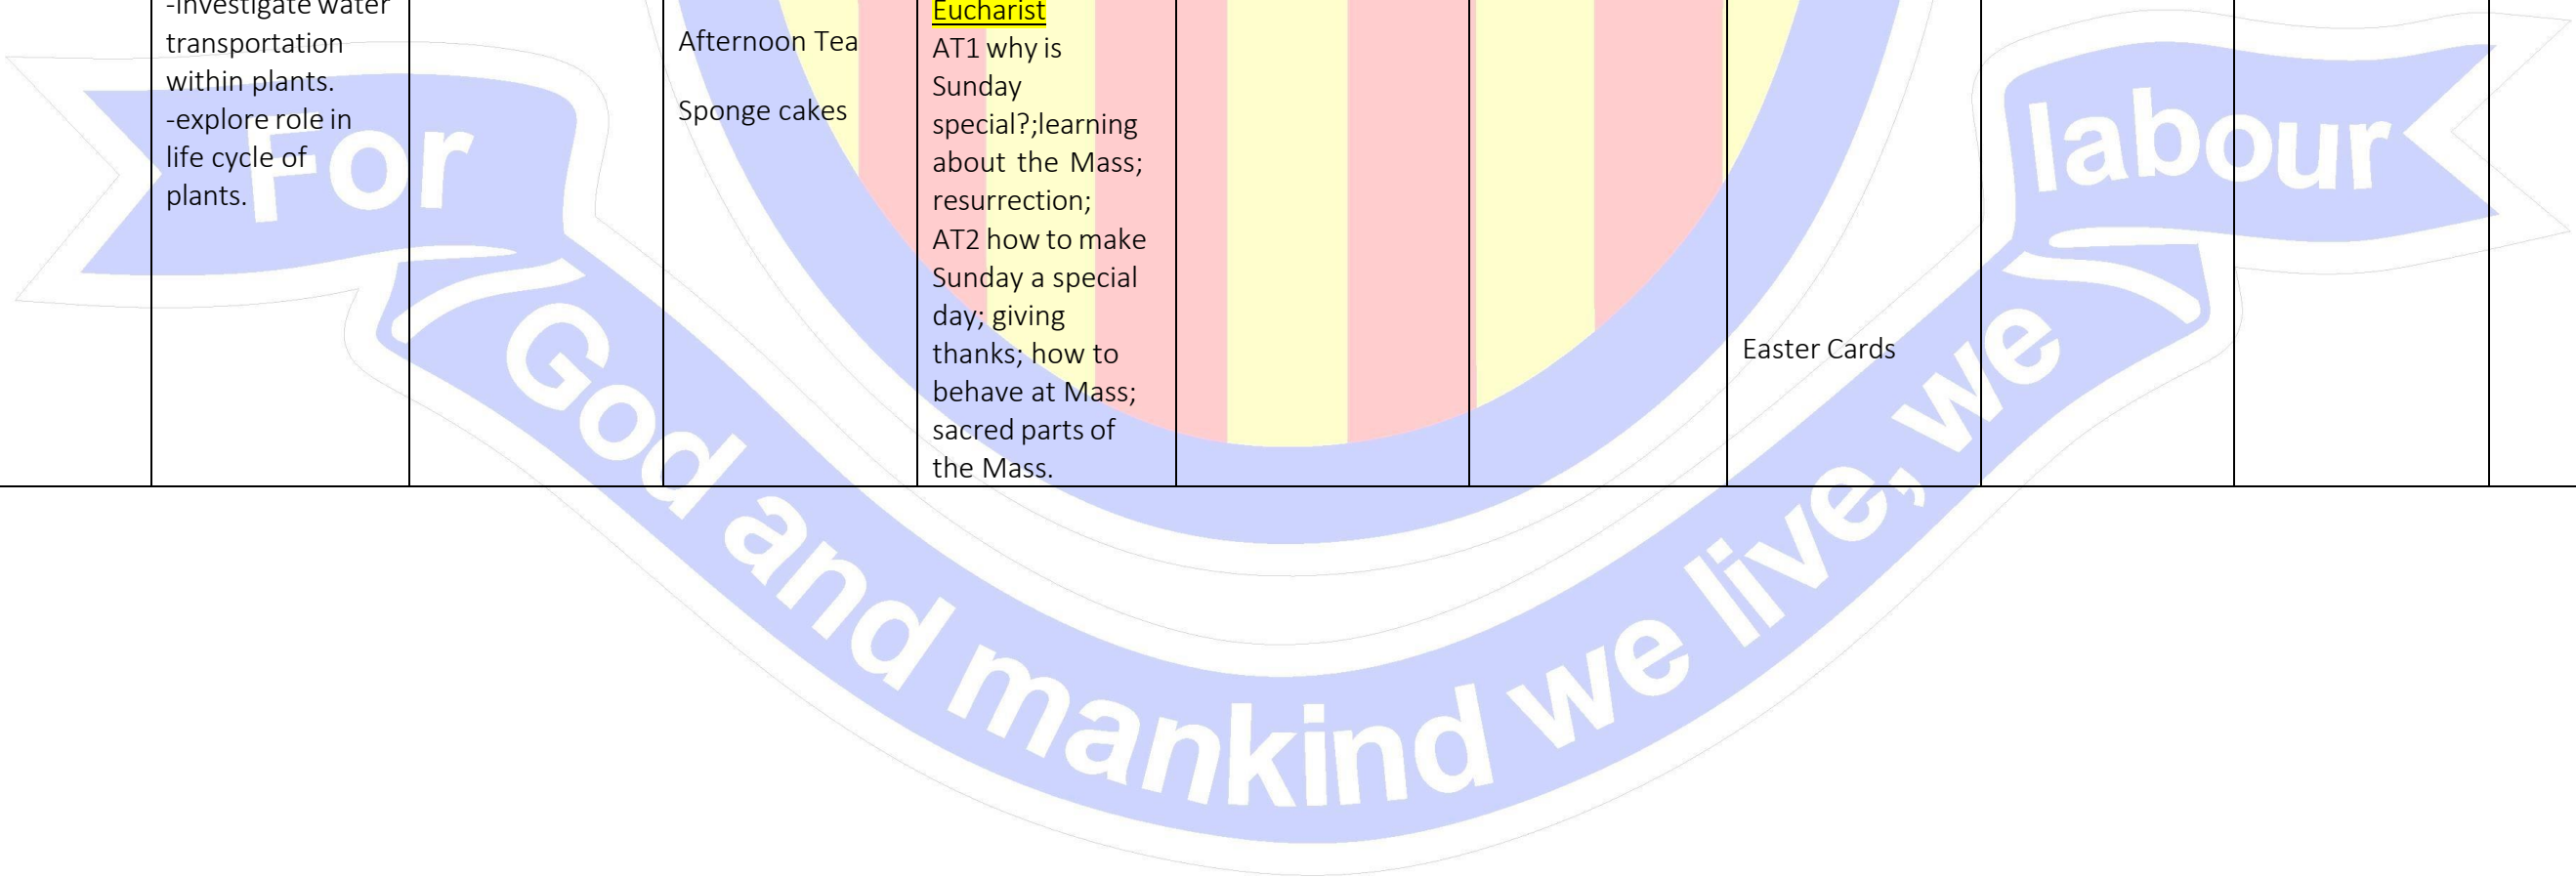 -investigate water
transportation
within plants.
-explore role in
life cycle of
plants.
Afternoon Tea
Sponge cakes
Eucharist
AT1 why is
Sunday
special?;learning
about the Mass;
resurrection;
AT2 how to make
Sunday a special
day; giving
thanks; how to
behave at Mass;
sacred parts of
the Mass.
Easter Cards
For God and mankind we live, we labour